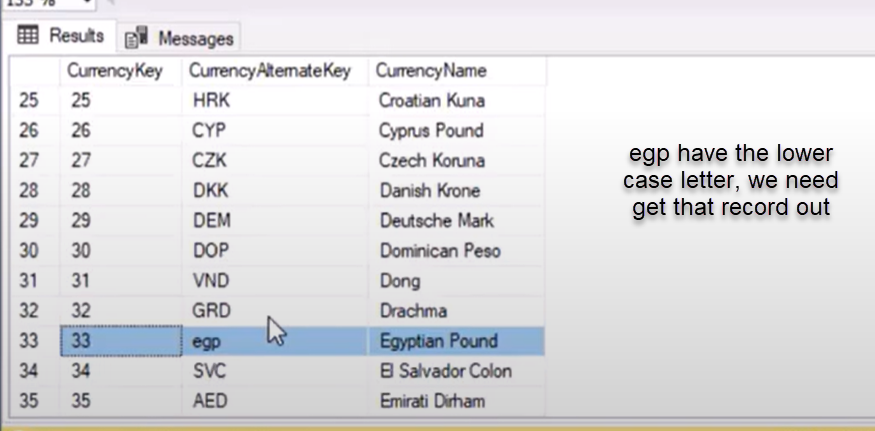 133 %
Results Messages
CurrencyKey CurrencyAlternateKey CurrencyName
25 25 HRK Croatian Kuna
26 26 CYP Cyprus Pound
27 27 CZK Czech Koruna
28 28 DKK Danish Krone
29 29 DEM Deutsche Mark
30 30 DOP Dominican Peso
31 31 VND Dong
32 32 GRD Drachma
33 33 egp Egyptian Pound
34 34 SVC El Salvador Colon
35 35 AED Emirati Dirham
egp have the lower
case letter, we need
get that record out